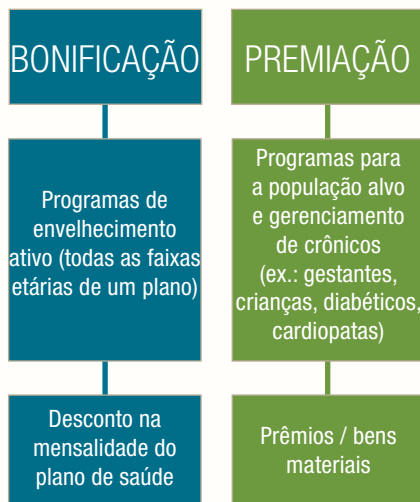 BONIFICAÇÃO
Programas de
envelhecimento
ativo (todas as faixas
etárias de um plano)
Desconto na
mensalidade do
plano de saúde
PREMIAÇÃO
Programas para
a população alvo
e gerenciamento
de crônicos
(ex.: gestantes,
crianças, diabéticos,
cardiopatas)
Prêmios / bens
materiais